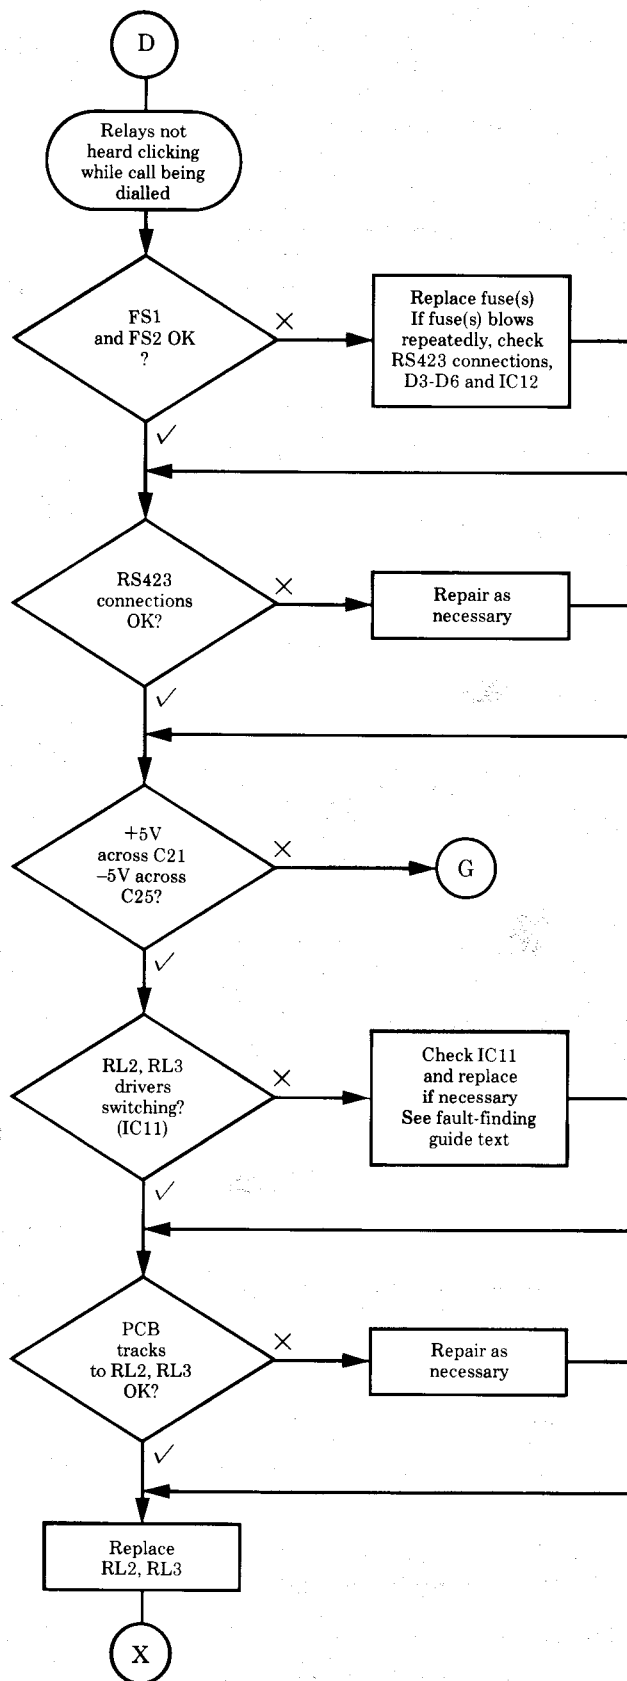 D
Relays not
heard clicking
while call being
dialled
FS1
and FS2 OK
?
×
Replace fuse(s)
If fuse(s) blows
repeatedly, check
RS423 connections,
D3-D6 and IC12
✓
RS423
connections
OK?
×
Repair as
necessary
✓
+5V
across C21
–5V across
C25?
×
G
✓
RL2, RL3
drivers
switching?
(IC11)
×
Check IC11
and replace
if necessary
See fault-finding
guide text
✓
PCB
tracks
to RL2, RL3
OK?
×
Repair as
necessary
✓
Replace
RL2, RL3
X